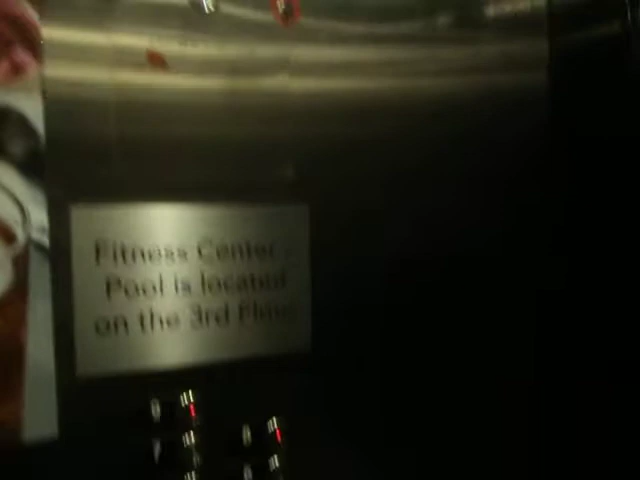 Fitness Center
Pool is located
on the 3rd Floor